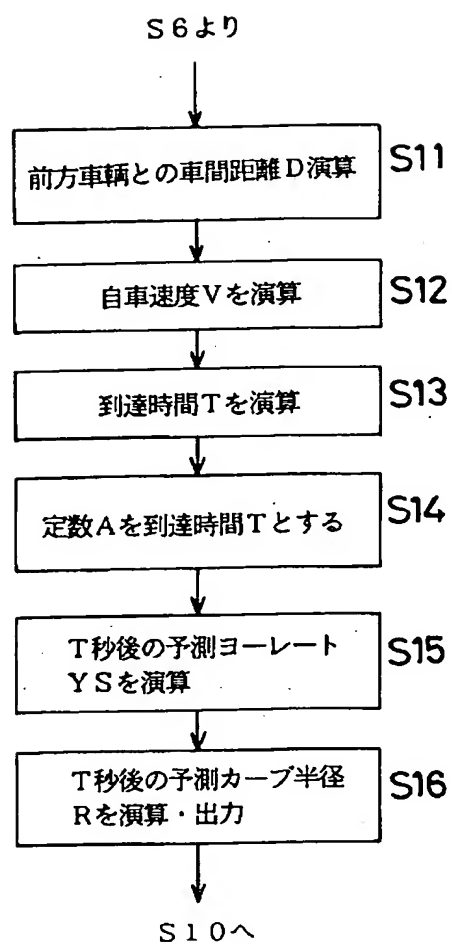 S6より
前方車輌との車間距離D演算
S11
自車速度Vを演算
S12
到達時間Tを演算
S13
定数Aを到達時間Tとする
S14
T秒後の予測ヨーレート
YSを演算
S15
T秒後の予測カーブ半径
Rを演算・出力
S16
S10へ